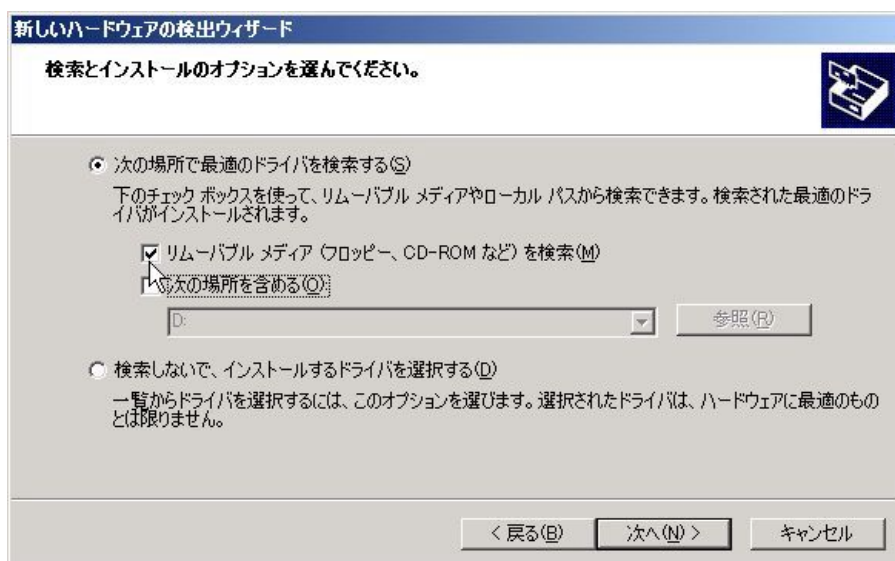 新しいハードウェアの検出ウィザード
検索とインストールのオプションを選んでください。
次の場所で最適のドライバを検索する(S)
下のチェック ボックスを使って、リムーバブル メディアやローカル パスから検索できます。検索された最適のドラ
イバがインストールされます。
リムーバブル メディア (フロッピー、CD-ROM など) を検索(M)
次の場所を含める(O):
D:
参照(R)
検索しないで、インストールするドライバを選択する(D)
一覧からドライバを選択するには、このオプションを選びます。選択されたドライバは、ハードウェアに最適のもの
とは限りません。
< 戻る(B)
次へ(N) >
キャンセル